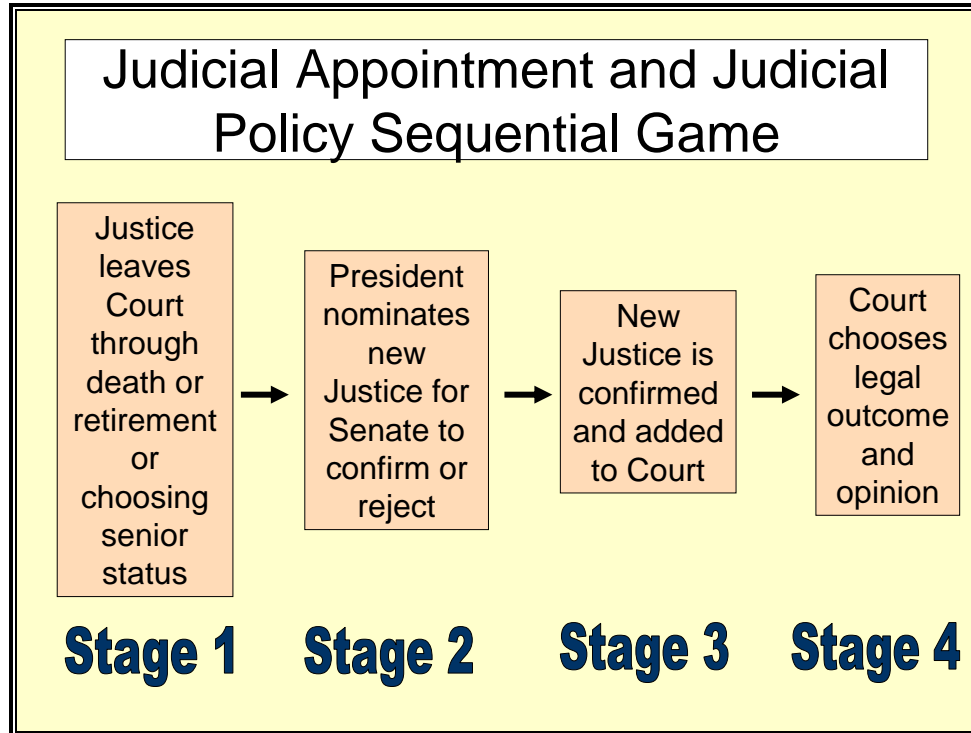 Judicial Appointment and Judicial
Policy Sequential Game
Justice
leaves
Court
through
death or
retirement
or
choosing
senior
status
President
nominates
new
Justice for
Senate to
confirm or
reject
New
Justice is
confirmed
and added
to Court
Court
chooses
legal
outcome
and
opinion
Stage 1
Stage 2
Stage 3
Stage 4